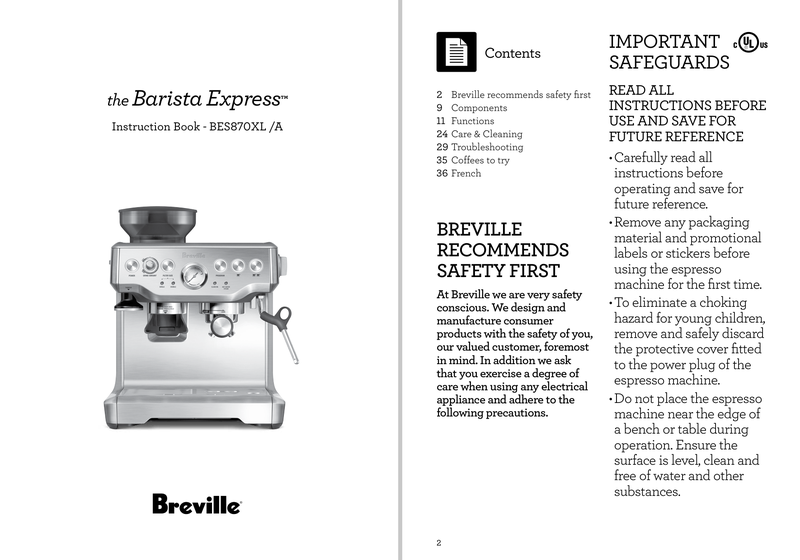 the Barista Express™
Instruction Book - BES870XL /A
Breville
Breville®
Contents
2 Breville recommends safety first
9 Components
11 Functions
24 Care & Cleaning
29 Troubleshooting
35 Coffees to try
36 French
BREVILLE
RECOMMENDS
SAFETY FIRST
At Breville we are very safety
conscious. We design and
manufacture consumer
products with the safety of you,
our valued customer, foremost
in mind. In addition we ask
that you exercise a degree of
care when using any electrical
appliance and adhere to the
following precautions.
2
IMPORTANT
SAFEGUARDS
c UL us
READ ALL
INSTRUCTIONS BEFORE
USE AND SAVE FOR
FUTURE REFERENCE
• Carefully read all
instructions before
operating and save for
future reference.
• Remove any packaging
material and promotional
labels or stickers before
using the espresso
machine for the first time.
• To eliminate a choking
hazard for young children,
remove and safely discard
the protective cover fitted
to the power plug of the
espresso machine.
• Do not place the espresso
machine near the edge of
a bench or table during
operation. Ensure the
surface is level, clean and
free of water and other
substances.